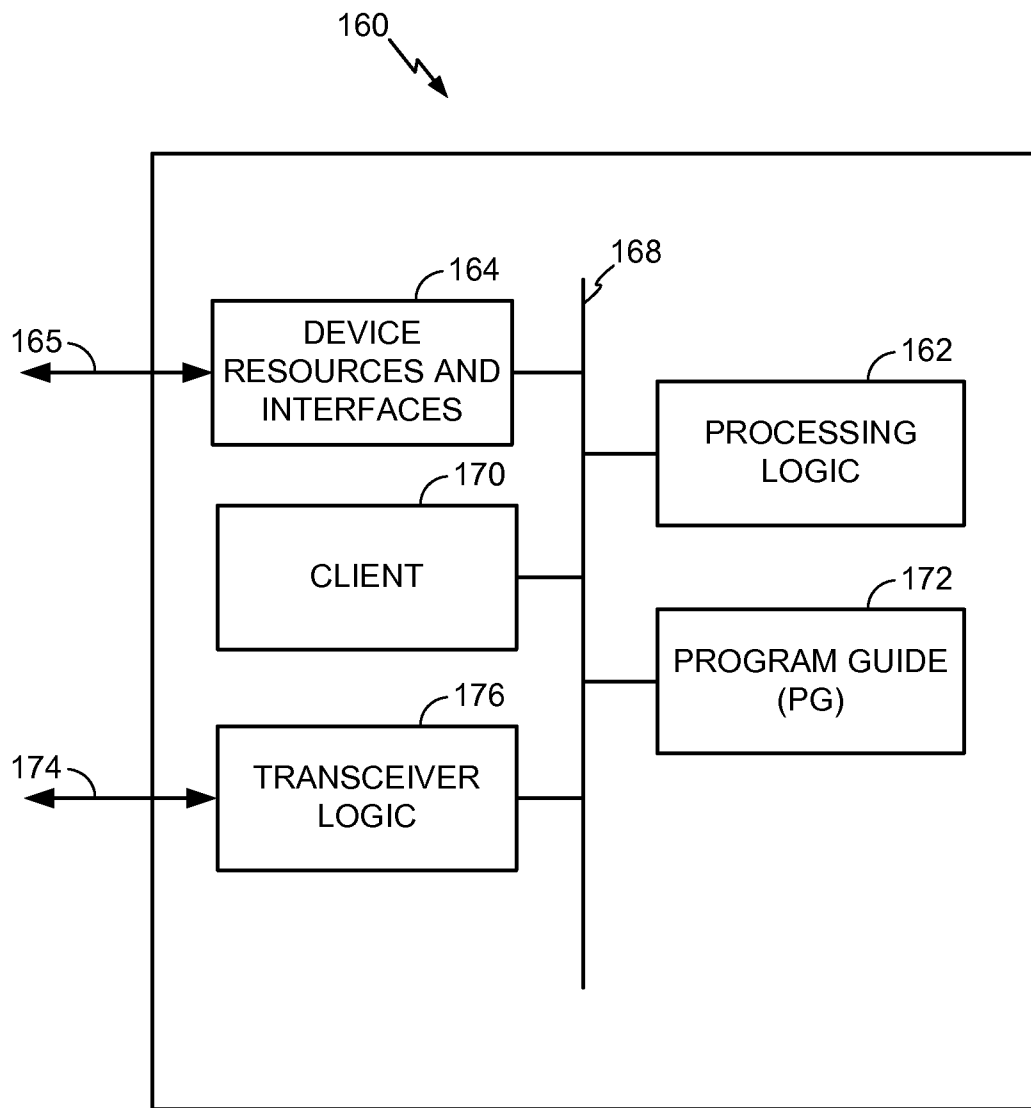 160
168
164
DEVICE
RESOURCES AND
INTERFACES
165
162
PROCESSING
LOGIC
170
CLIENT
172
PROGRAM GUIDE
(PG)
176
TRANSCEIVER
LOGIC
174